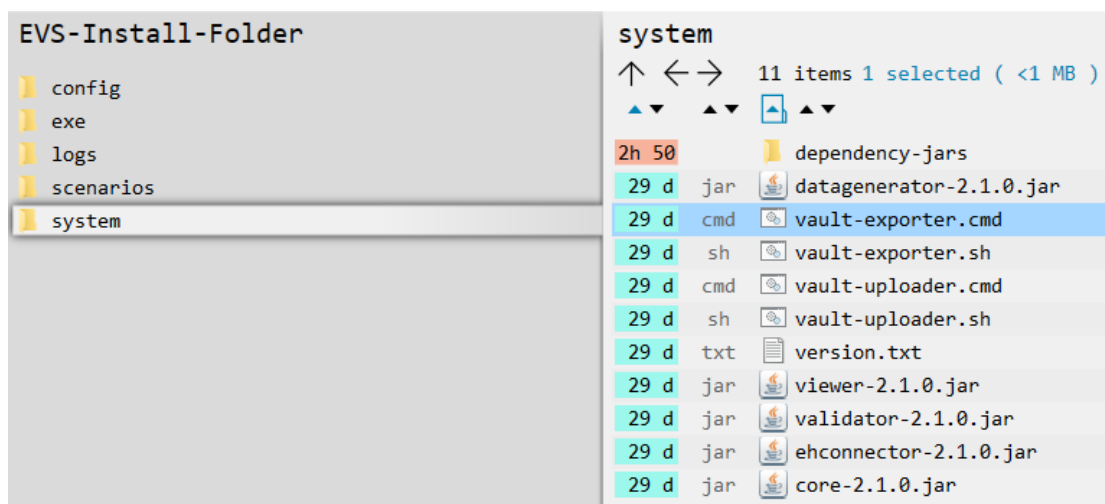 EVS-Install-Folder
config
exe
logs
scenarios
system
system
11 items 1 selected ( <1 MB )
2h 50 dependency-jars
29 d jar datagenerator-2.1.0.jar
29 d cmd vault-exporter.cmd
29 d sh vault-exporter.sh
29 d cmd vault-uploader.cmd
29 d sh vault-uploader.sh
29 d txt version.txt
29 d jar viewer-2.1.0.jar
29 d jar validator-2.1.0.jar
29 d jar ehconnector-2.1.0.jar
29 d jar core-2.1.0.jar